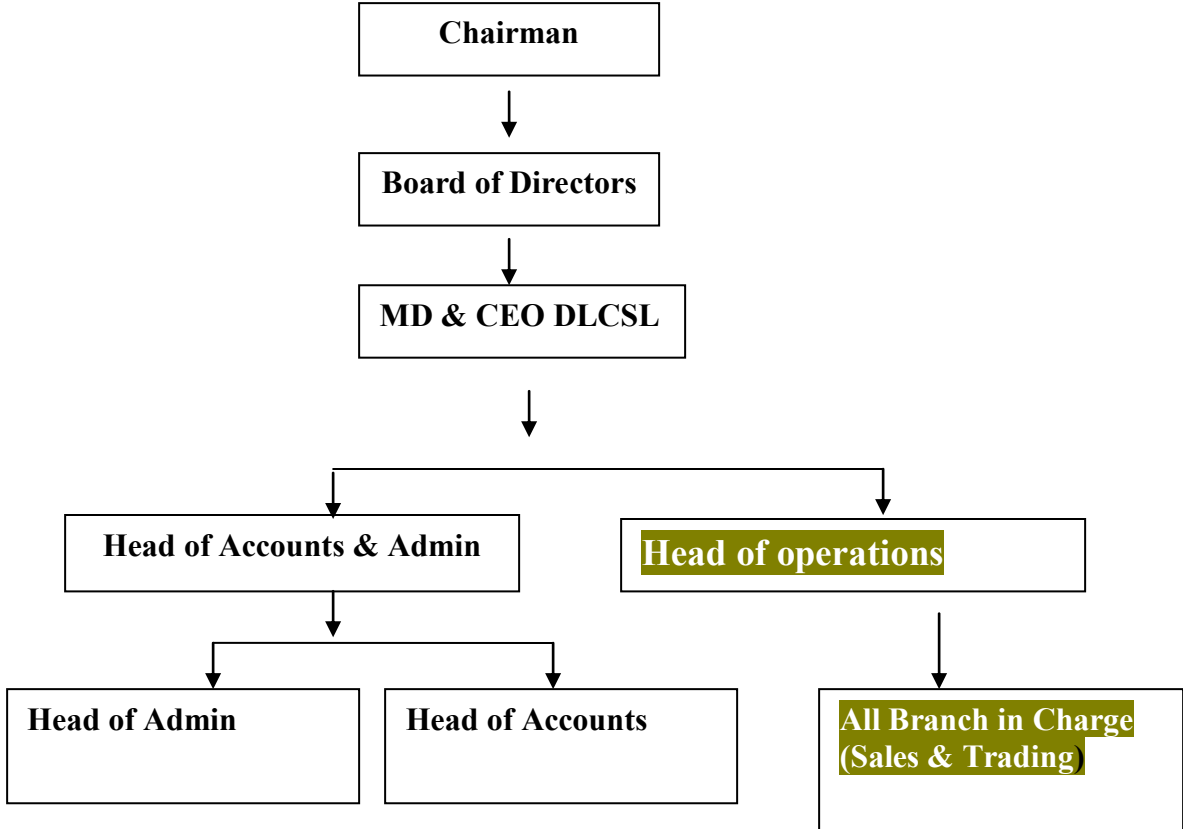 Chairman
Board of Directors
MD & CEO DLCSL
Head of Accounts & Admin
Head of operations
Head of Admin
Head of Accounts
All Branch in Charge
(Sales & Trading)